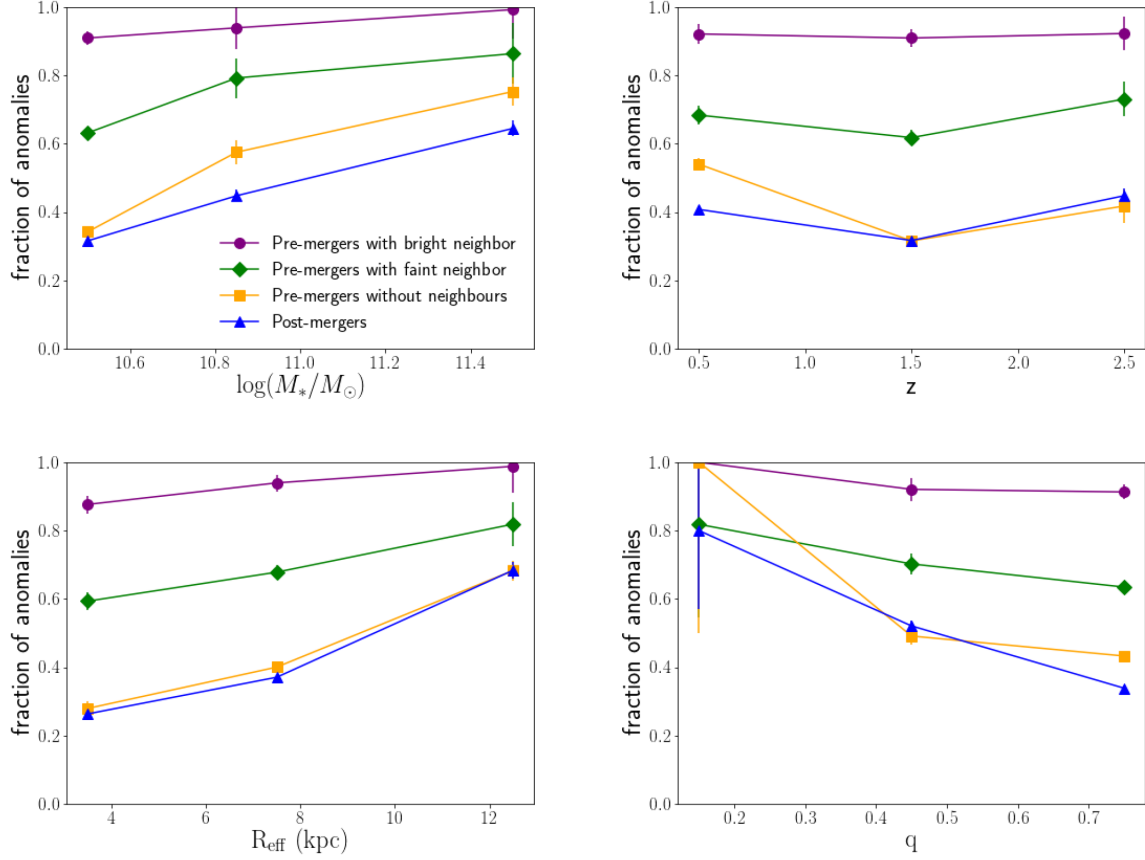 fraction of anomalies
1.0
0.8
0.6
0.4
0.2
0.0
Pre-mergers with bright neighbor
Pre-mergers with faint neighbor
Pre-mergers without neighbours
Post-mergers
10.6 10.8 11.0 11.2 11.4
log(M*/M⊙)
fraction of anomalies
1.0
0.8
0.6
0.4
0.2
0.0
0.5 1.0 1.5 2.0 2.5
z
fraction of anomalies
1.0
0.8
0.6
0.4
0.2
0.0
4 6 8 10 12
R_eff (kpc)
fraction of anomalies
1.0
0.8
0.6
0.4
0.2
0.0
0.2 0.3 0.4 0.5 0.6 0.7
q